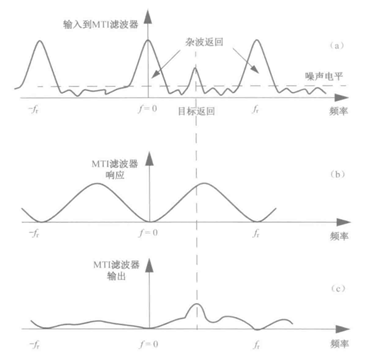 输入到MTI滤波器
杂波返回
(a)
噪声电平
-fr
f = 0
目标返回
fr
频率
MTI滤波器
响应
(b)
-fr
f = 0
fr
频率
MTI滤波器
输出
(c)
-fr
f = 0
fr
频率